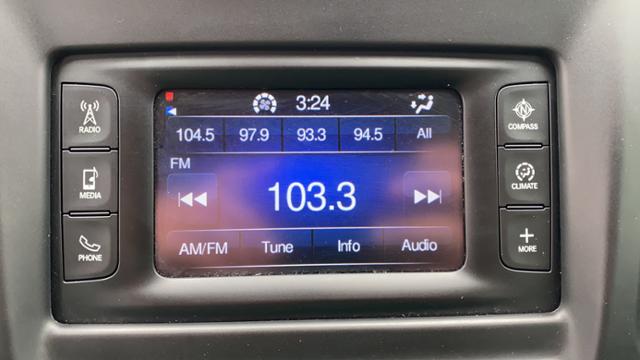 3:24
104.5 97.9 93.3 94.5 All
FM
103.3
AM/FM Tune Info Audio
RADIO
MEDIA
PHONE
N
COMPASS
CLIMATE
+
MORE